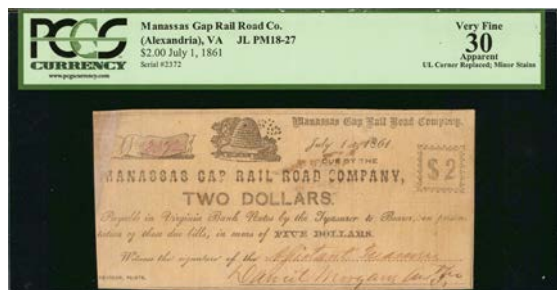 PCGS
CURRENCY
www.pcgscurrency.com
Manassas Gap Rail Road Co.
(Alexandria), VA JL PM18-27
$2.00 July 1, 1861
Serial #2372
Very Fine
30
Apparent
UL Corner Replaced; Minor Stains
Manassas Gap Rail Road Company,
July 1 1861
DUE BY THE
$2
MANASSAS GAP RAIL ROAD COMPANY,
TWO DOLLARS.
Payable in Virginia Bank Notes by the Treasurer to Bearer, on presen-
tation of these due bills, in sums of FIVE DOLLARS.
Witness the signature of the Assistant Treasurer